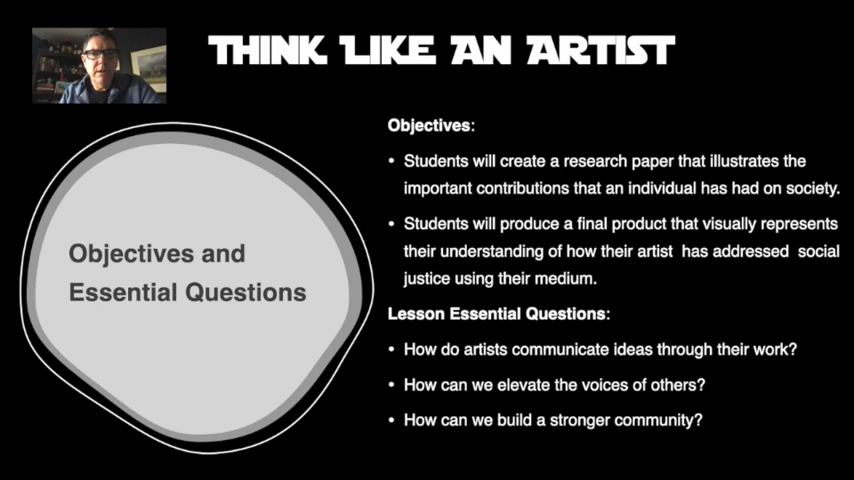 THINK LIKE AN ARTIST
Objectives and
Essential Questions
Objectives:
• Students will create a research paper that illustrates the
important contributions that an individual has had on society.
• Students will produce a final product that visually represents
their understanding of how their artist has addressed social
justice using their medium.
Lesson Essential Questions:
• How do artists communicate ideas through their work?
• How can we elevate the voices of others?
• How can we build a stronger community?